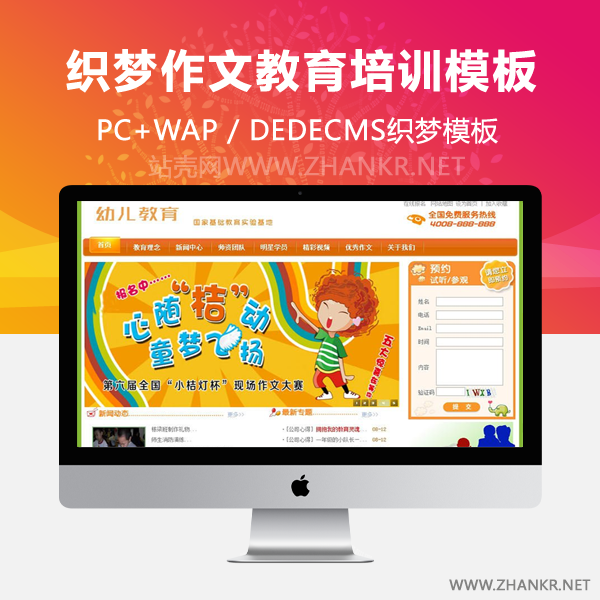 织梦作文教育培训模板
PC+WAP / DEDECMS织梦模板
站壳网WWW.ZHANKR.NET
幼儿教育
国家基础教育实验基地
全国免费服务热线
4008-888-888
首页 教育理念 新闻中心 师资团队 明星学员 精彩视频 优秀作文 关于我们
报名中……
心随“桔”动
童梦飞扬
第六届全国“小桔灯杯”现场作文大赛
预约
试听/参观
姓名
电话
Email
时间
内容
验证码
提 交
新闻动态
最新专题
WWW.ZHANKR.NET